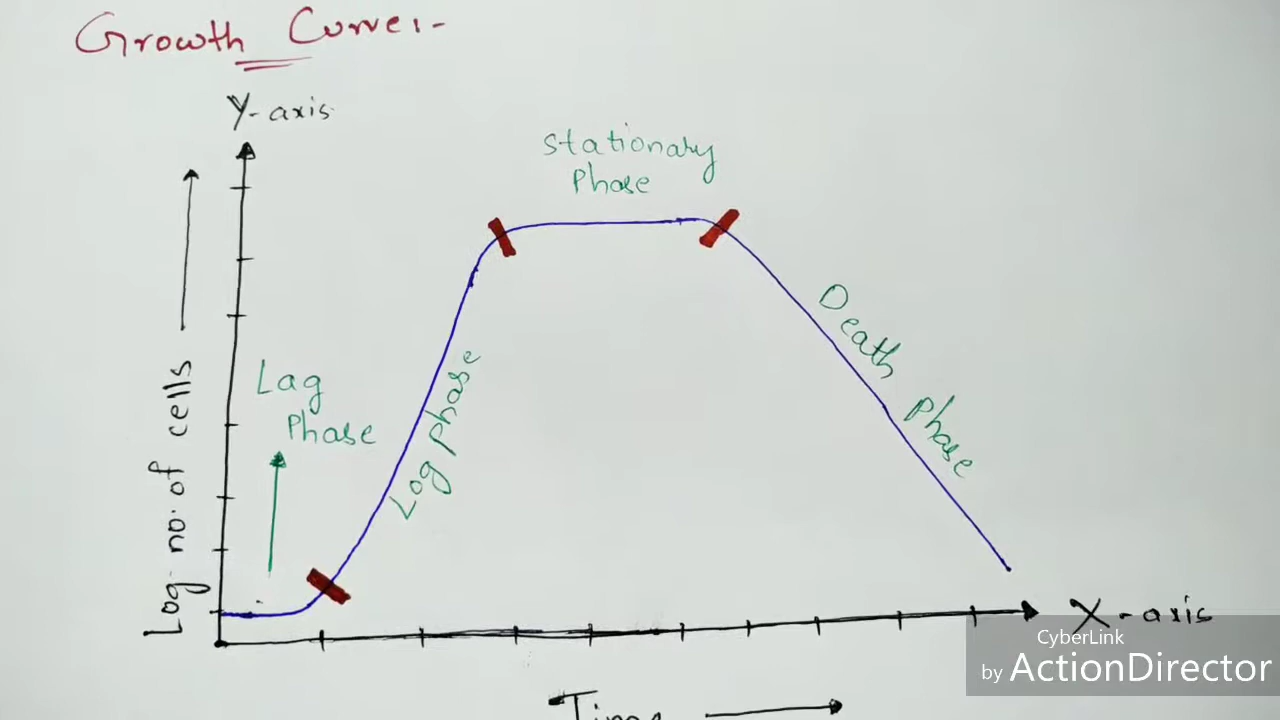 Growth Curve:-
Y-axis
Stationary
Phase
Lag
Phase
Log phase
Death phase
Log no. of cells
X-axis
Time
CyberLink
by ActionDirector